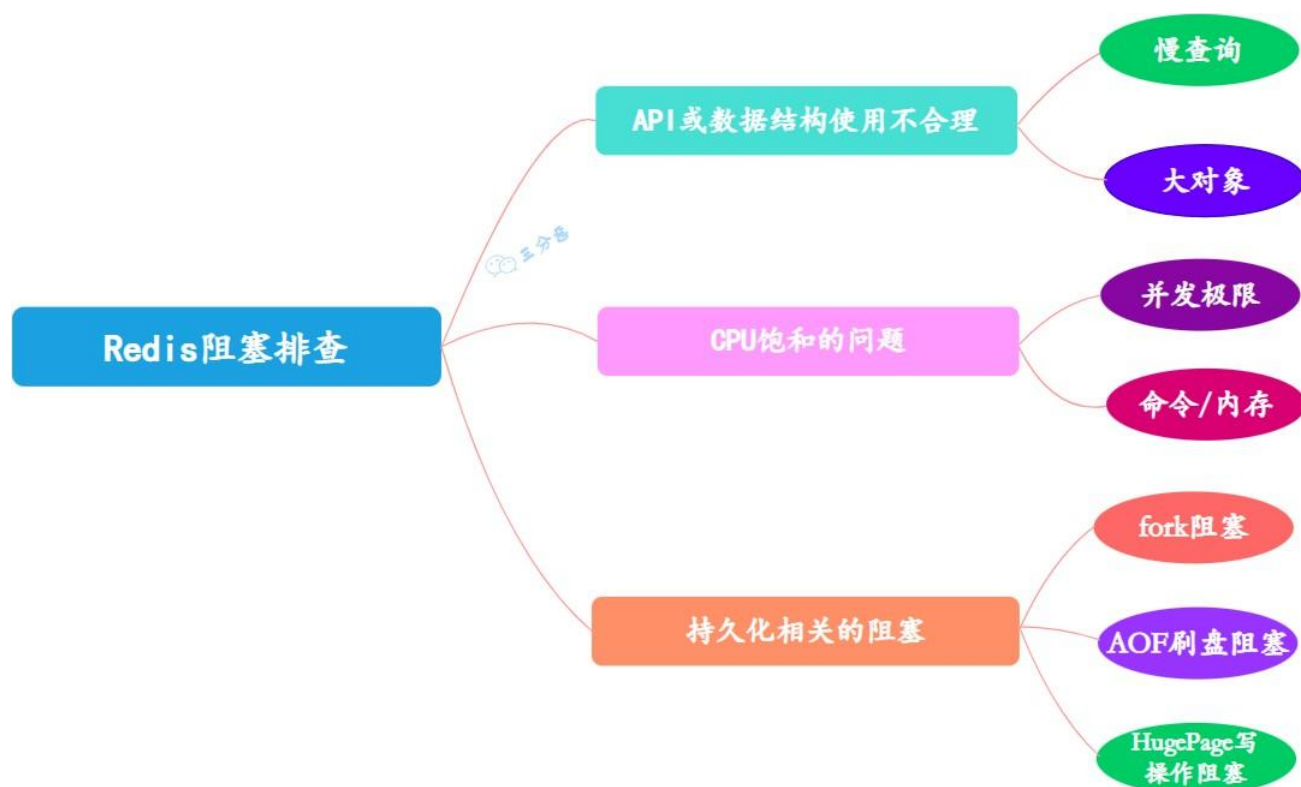 慢查询
API或数据结构使用不合理
大对象
三分恶
并发极限
Redis阻塞排查
CPU饱和的问题
命令/内存
fork阻塞
持久化相关的阻塞
AOF刷盘阻塞
HugePage写
操作阻塞